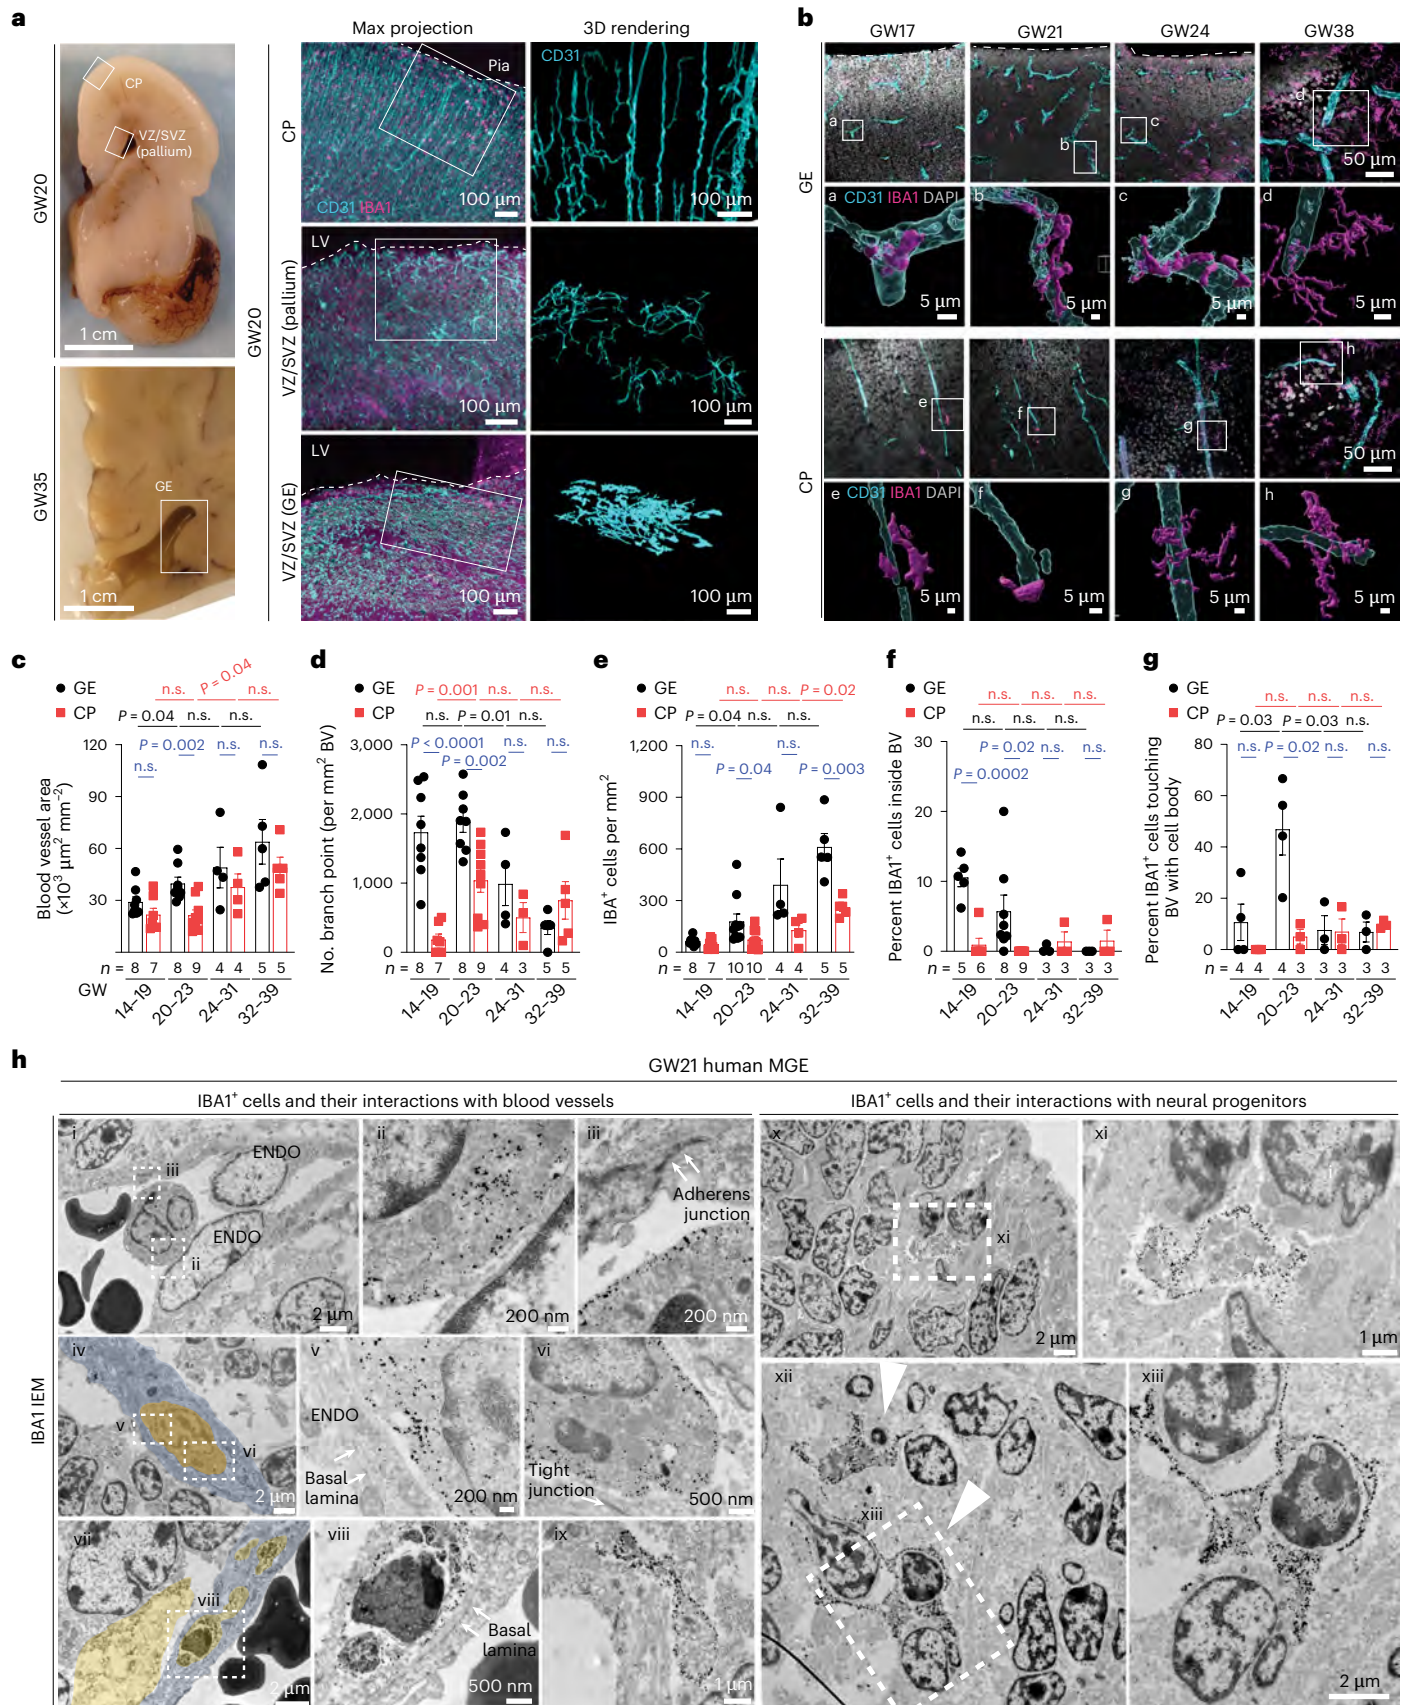 a
Max projection
3D rendering
GW20
CP
VZ/SVZ
(pallium)
1 cm
GW35
GE
1 cm
GW20
CP
Pia
CD31 IBA1
100 µm
CD31
100 µm
VZ/SVZ (pallium)
LV
100 µm
100 µm
VZ/SVZ (GE)
LV
100 µm
100 µm
b
GW17
GW21
GW24
GW38
GE
a
b
c
d
50 µm
a CD31 IBA1 DAPI
5 µm
b
5 µm
c
5 µm
d
5 µm
CP
e
f
g
h
50 µm
e CD31 IBA1 DAPI
5 µm
f
5 µm
g
5 µm
h
5 µm
c
GE
CP
n.s.
P = 0.04
n.s.
P = 0.04
n.s.
n.s.
P = 0.002
n.s.
n.s.
n.s.
Blood vessel area
(×10³ µm² mm⁻²)
120
90
60
30
0
n = 8 7 8 9 4 4 5 5
GW
14–19
20–23
24–31
32–39
d
GE
CP
P = 0.001
n.s.
n.s.
n.s.
P = 0.01
n.s.
P < 0.0001
n.s.
n.s.
P = 0.002
No. branch point (per mm² BV)
3,000
2,000
1,000
0
n = 8 7 8 9 4 3 5 5
14–19
20–23
24–31
32–39
e
GE
CP
n.s.
n.s.
P = 0.02
P = 0.04
n.s.
n.s.
n.s.
n.s.
P = 0.04
P = 0.003
IBA⁺ cells per mm²
1,200
900
600
300
0
n = 8 7 10 10 4 4 5 5
14–19
20–23
24–31
32–39
f
GE
CP
n.s.
n.s.
n.s.
n.s.
n.s.
n.s.
P = 0.02
n.s.
n.s.
P = 0.0002
Percent IBA1⁺ cells inside BV
30
20
10
0
n = 5 6 8 9 3 3 3 3
14–19
20–23
24–31
32–39
g
GE
CP
n.s.
n.s.
n.s.
P = 0.03
P = 0.03
n.s.
n.s.
P = 0.02
n.s.
n.s.
Percent IBA1⁺ cells touching
BV with cell body
80
60
40
20
0
n = 4 4 4 3 3 3 3 3
14–19
20–23
24–31
32–39
h
GW21 human MGE
IBA1⁺ cells and their interactions with blood vessels
IBA1⁺ cells and their interactions with neural progenitors
IBA1 IEM
i
ENDO
iii
ENDO
ii
2 µm
ii
200 nm
iii
Adherens
junction
200 nm
iv
v
vi
2 µm
v
ENDO
Basal
lamina
200 nm
vi
Tight
junction
500 nm
vii
viii
2 µm
viii
Basal
lamina
500 nm
ix
1 µm
x
xi
2 µm
xi
1 µm
xii
xiii
xiii
2 µm